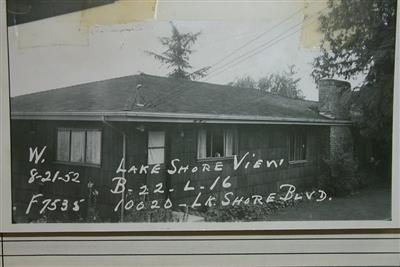 W.
8-21-52
F7535
LAKE SHORE VIEW
B-22-L-16
10020-LK. SHORE BLVD.